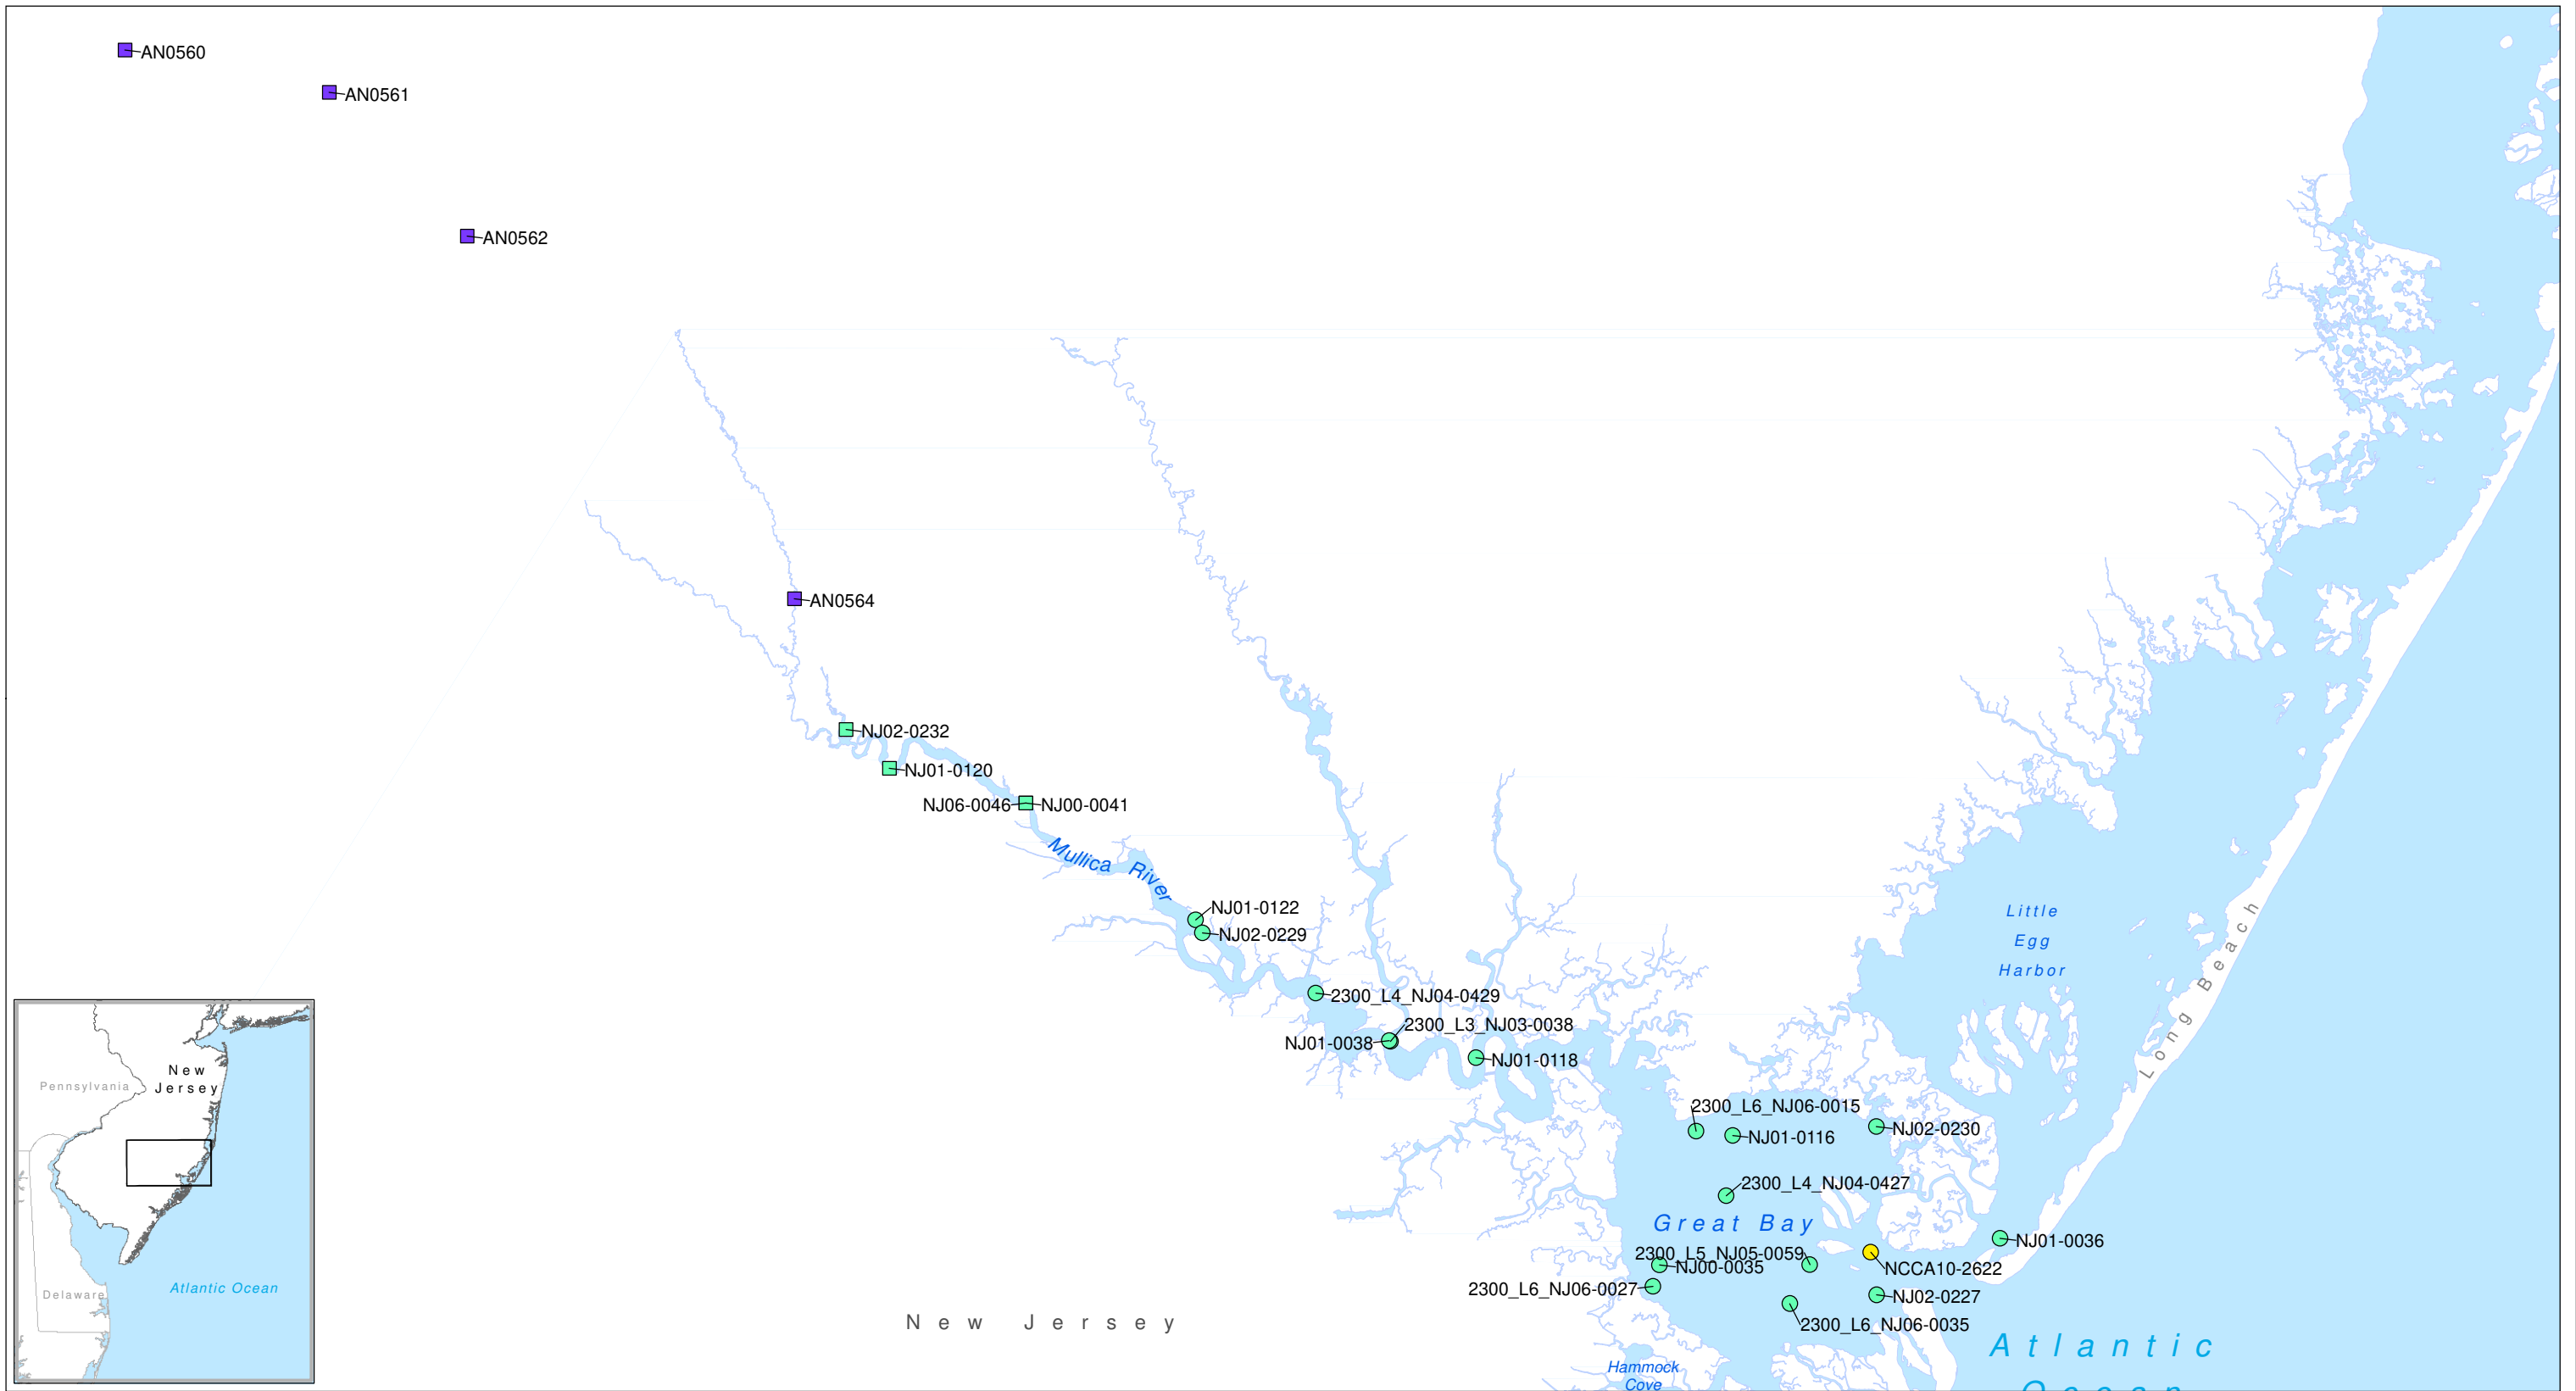 AN0560
AN0561
AN0562
AN0564
NJ02-0232
NJ01-0120
NJ06-0046
NJ00-0041
Mullica River
NJ01-0122
NJ02-0229
2300_L4_NJ04-0429
2300_L3_NJ03-0038
NJ01-0038
NJ01-0118
Little
Egg
Harbor
Long Beach
2300_L6_NJ06-0015
NJ01-0116
NJ02-0230
2300_L4_NJ04-0427
Great Bay
NJ01-0036
2300_L5_NJ05-0059
NJ00-0035
NCCA10-2622
2300_L6_NJ06-0027
NJ02-0227
2300_L6_NJ06-0035
New Jersey
Atlantic
Ocean
Hammock
Cove
New
Jersey
Pennsylvania
Atlantic Ocean
Delaware